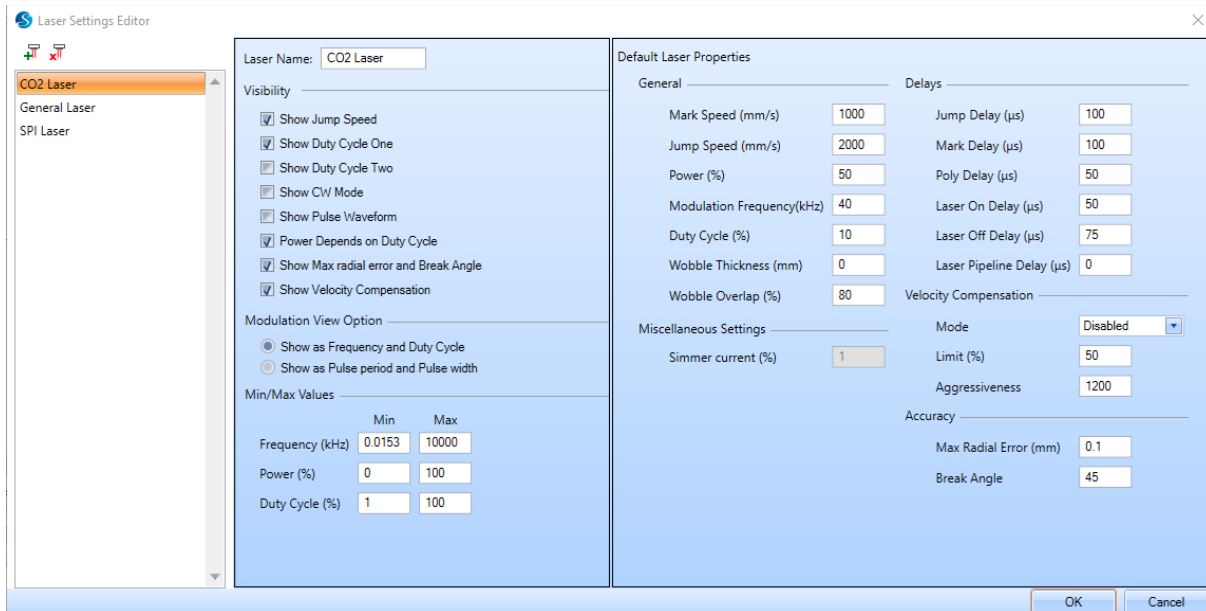 Laser Settings Editor
CO2 Laser
General Laser
SPI Laser
Laser Name: CO2 Laser
Visibility
Show Jump Speed
Show Duty Cycle One
Show Duty Cycle Two
Show CW Mode
Show Pulse Waveform
Power Depends on Duty Cycle
Show Max radial error and Break Angle
Show Velocity Compensation
Modulation View Option
Show as Frequency and Duty Cycle
Show as Pulse period and Pulse width
Min/Max Values
Min Max
Frequency (kHz) 0.0153 10000
Power (%) 0 100
Duty Cycle (%) 1 100
Default Laser Properties
General
Mark Speed (mm/s) 1000
Jump Speed (mm/s) 2000
Power (%) 50
Modulation Frequency(kHz) 40
Duty Cycle (%) 10
Wobble Thickness (mm) 0
Wobble Overlap (%) 80
Miscellaneous Settings
Simmer current (%) 1
Delays
Jump Delay (µs) 100
Mark Delay (µs) 100
Poly Delay (µs) 50
Laser On Delay (µs) 50
Laser Off Delay (µs) 75
Laser Pipeline Delay (µs) 0
Velocity Compensation
Mode Disabled
Limit (%) 50
Aggressiveness 1200
Accuracy
Max Radial Error (mm) 0.1
Break Angle 45
OK Cancel